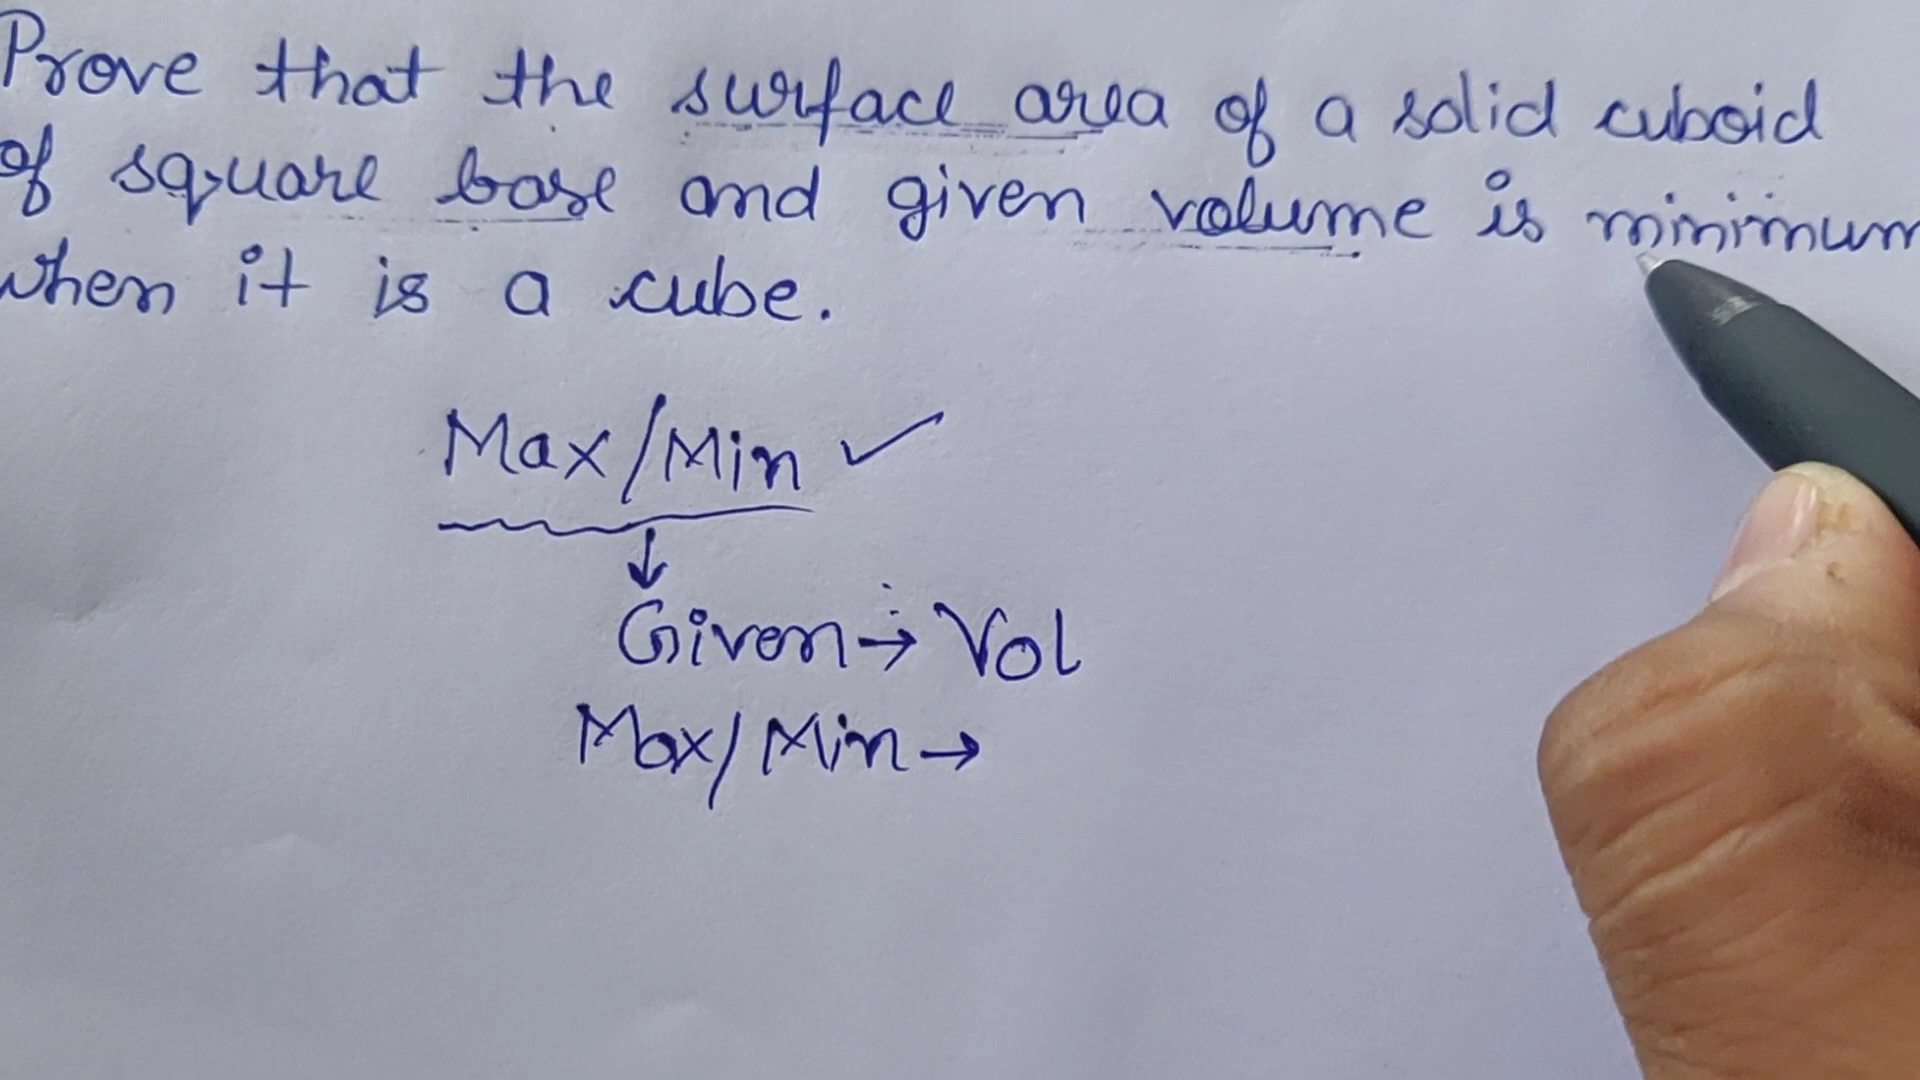 Prove that the surface area of a solid cuboid
of square base and given volume is minimum
when it is a cube.
Max/Min ✓
↓
Given → Vol
Max/Min →